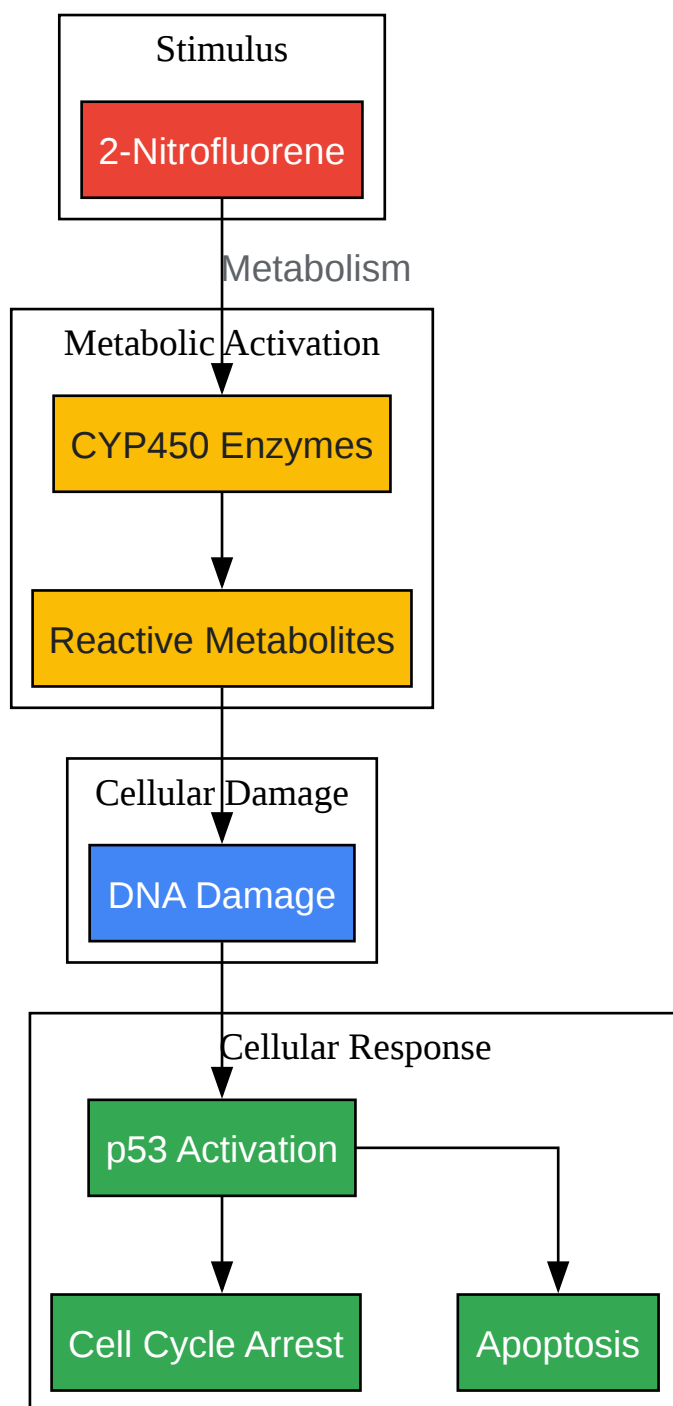 Stimulus
2-Nitrofluorene
Metabolism
Metabolic Activation
CYP450 Enzymes
Reactive Metabolites
Cellular Damage
DNA Damage
Cellular Response
p53 Activation
Cell Cycle Arrest
Apoptosis